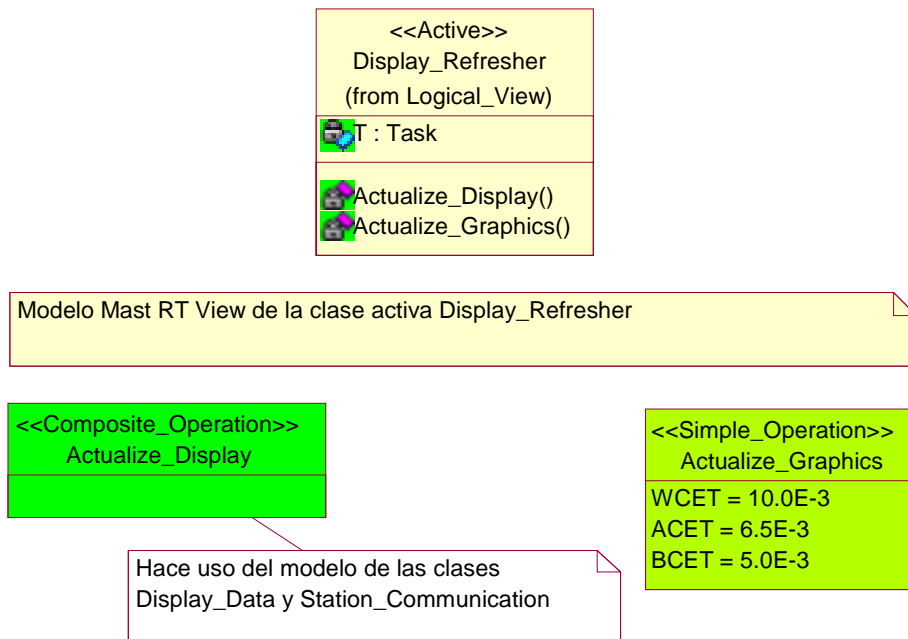 <<Active>>
Display_Refresher
(from Logical_View)
T : Task
Actualize_Display()
Actualize_Graphics()
Modelo Mast RT View de la clase activa Display_Refresher
<<Composite_Operation>>
Actualize_Display
<<Simple_Operation>>
Actualize_Graphics
WCET = 10.0E-3
ACET = 6.5E-3
BCET = 5.0E-3
Hace uso del modelo de las clases
Display_Data y Station_Communication